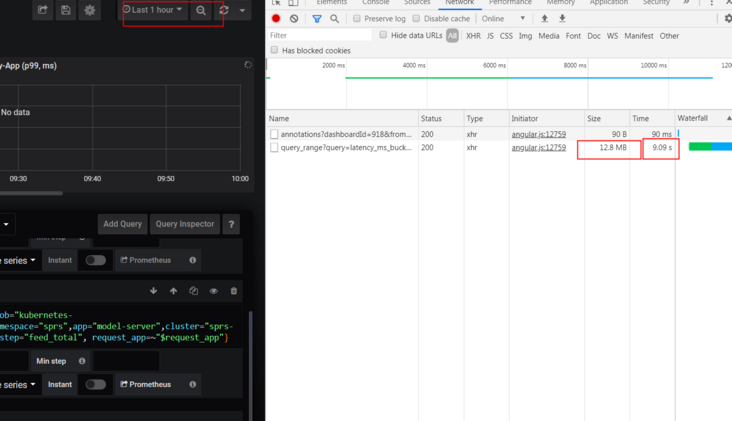 Last 1 hour
y-App (p99, ms)
No data
09:30 09:40 09:50 10:00
Add Query Query Inspector ?
Min step
e series Instant Prometheus
ob="kubernetes-
mespace="sprs",app="model-server",cluster="sprs-
step="feed_total", request_app=~"$request_app"}
Min step
e series Instant Prometheus
Elements Console Sources Network Performance Memory Application Security
Preserve log Disable cache Online
Filter Hide data URLs All XHR JS CSS Img Media Font Doc WS Manifest Other
Has blocked cookies
2000 ms 4000 ms 6000 ms 8000 ms 10000 ms 1200
Name Status Type Initiator Size Time Waterfall
annotations?dashboardId=918&from... 200 xhr angular.js:12759 90 B 90 ms
query_range?query=latency_ms_buck... 200 xhr angular.js:12759 12.8 MB 9.09 s